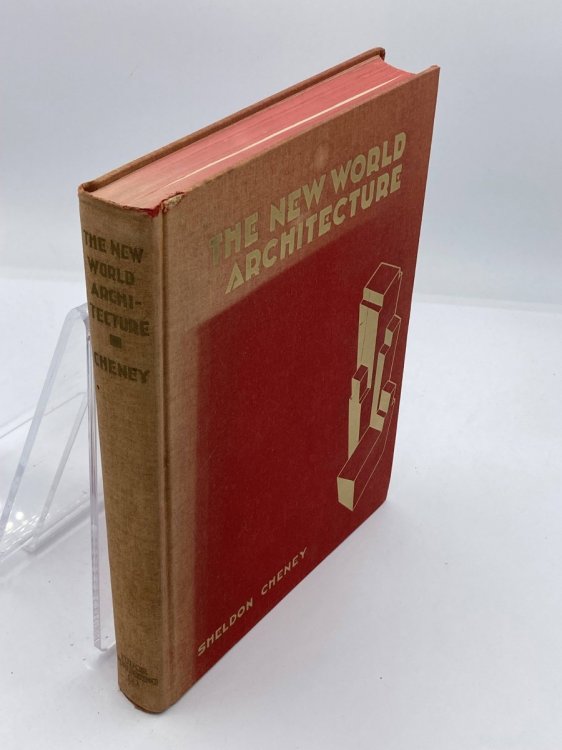 THE NEW WORLD
ARCHITECTURE
SHELDON CHENEY
THE NEW
WORLD
ARCHI-
TECTURE
CHENEY